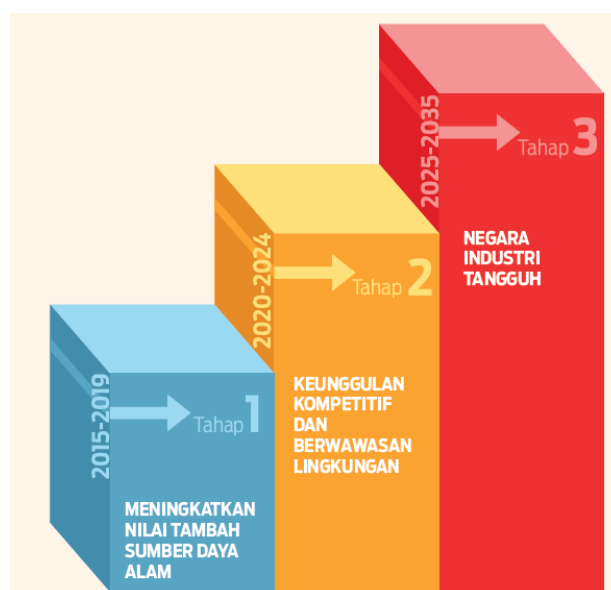 2015-2019
Tahap 1
MENINGKATKAN
NILAI TAMBAH
SUMBER DAYA
ALAM
2020-2024
Tahap 2
KEUNGGULAN
KOMPETITIF
DAN
BERWAWASAN
LINGKUNGAN
2025-2035
Tahap 3
NEGARA
INDUSTRI
TANGGUH